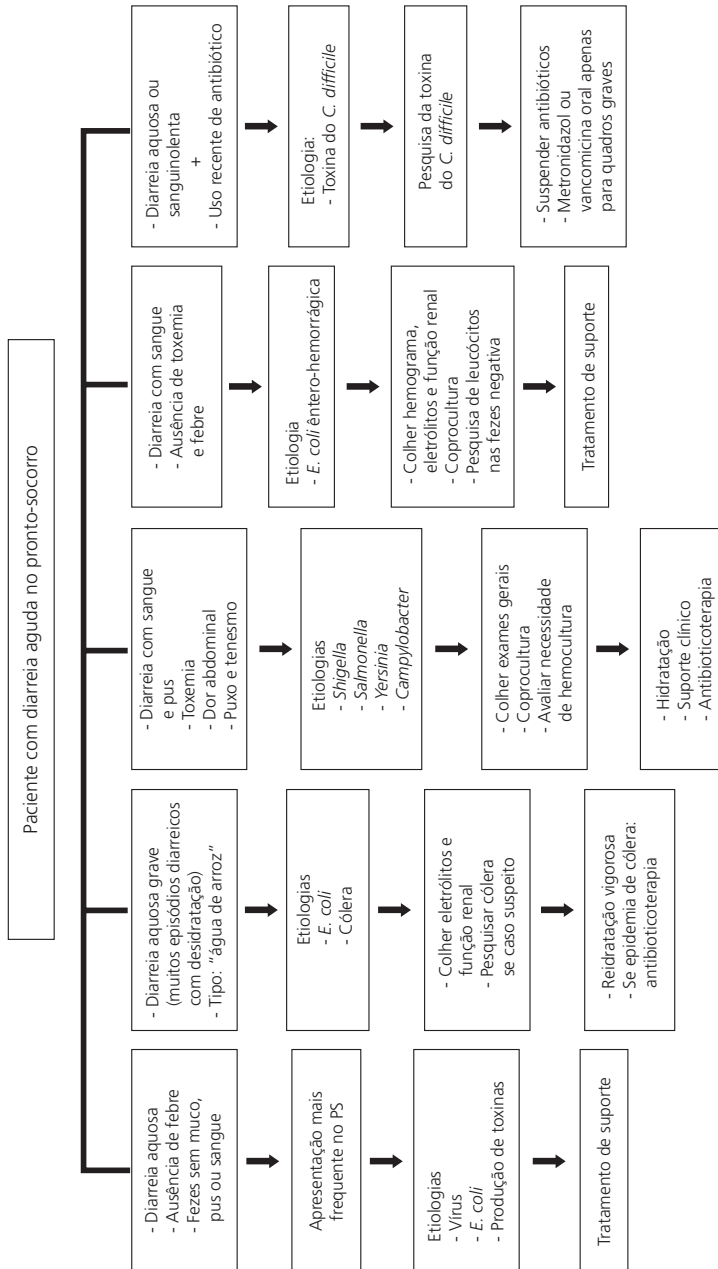 Paciente com diarreia aguda no pronto-socorro
- Diarreia aquosa
- Ausência de febre
- Fezes sem muco,
pus ou sangue
Apresentação mais
frequente no PS
Etiologias
- Vírus
- E. coli
- Produção de toxinas
Tratamento de suporte
- Diarreia aquosa grave
(muitos episódios diarreicos
com desidratação)
- Tipo: “água de arroz”
Etiologias
- E. coli
- Cólera
- Colher eletrólitos e
função renal
- Pesquisar cólera
se caso suspeito
- Reidratação vigorosa
- Se epidemia de cólera:
antibioticoterapia
- Diarreia com sangue
e pus
- Toxemia
- Dor abdominal
- Puxo e tenesmo
Etiologias
- Shigella
- Salmonella
- Yersinia
- Campylobacter
- Colher exames gerais
- Coprocultura
- Avaliar necessidade
de hemocultura
- Hidratação
- Suporte clínico
- Antibioticoterapia
- Diarreia com sangue
- Ausência de toxemia
e febre
Etiologia
- E. coli êntero-hemorrágica
- Colher hemograma,
eletrólitos e função renal
- Coprocultura
- Pesquisa de leucócitos
nas fezes negativa
Tratamento de suporte
- Diarreia aquosa ou
sanguinolenta
+
- Uso recente de antibiótico
Etiologia:
- Toxina do C. difficile
Pesquisa da toxina
do C. difficile
- Suspender antibióticos
- Metronidazol ou
vancomicina oral apenas
para quadros graves